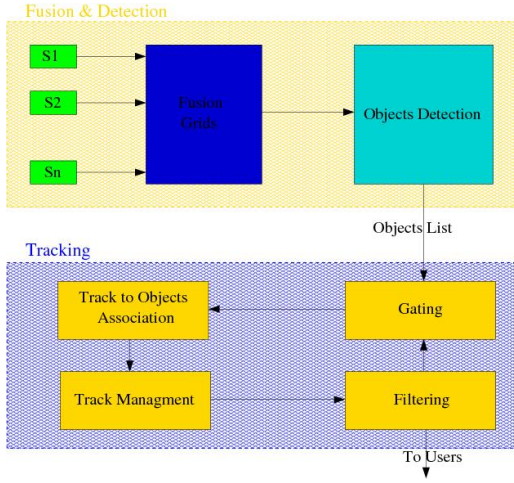 Fusion & Detection
S1
S2
Sn
Fusion
Grids
Objects Detection
Objects List
Tracking
Track to Objects
Association
Gating
Track Managment
Filtering
To Users